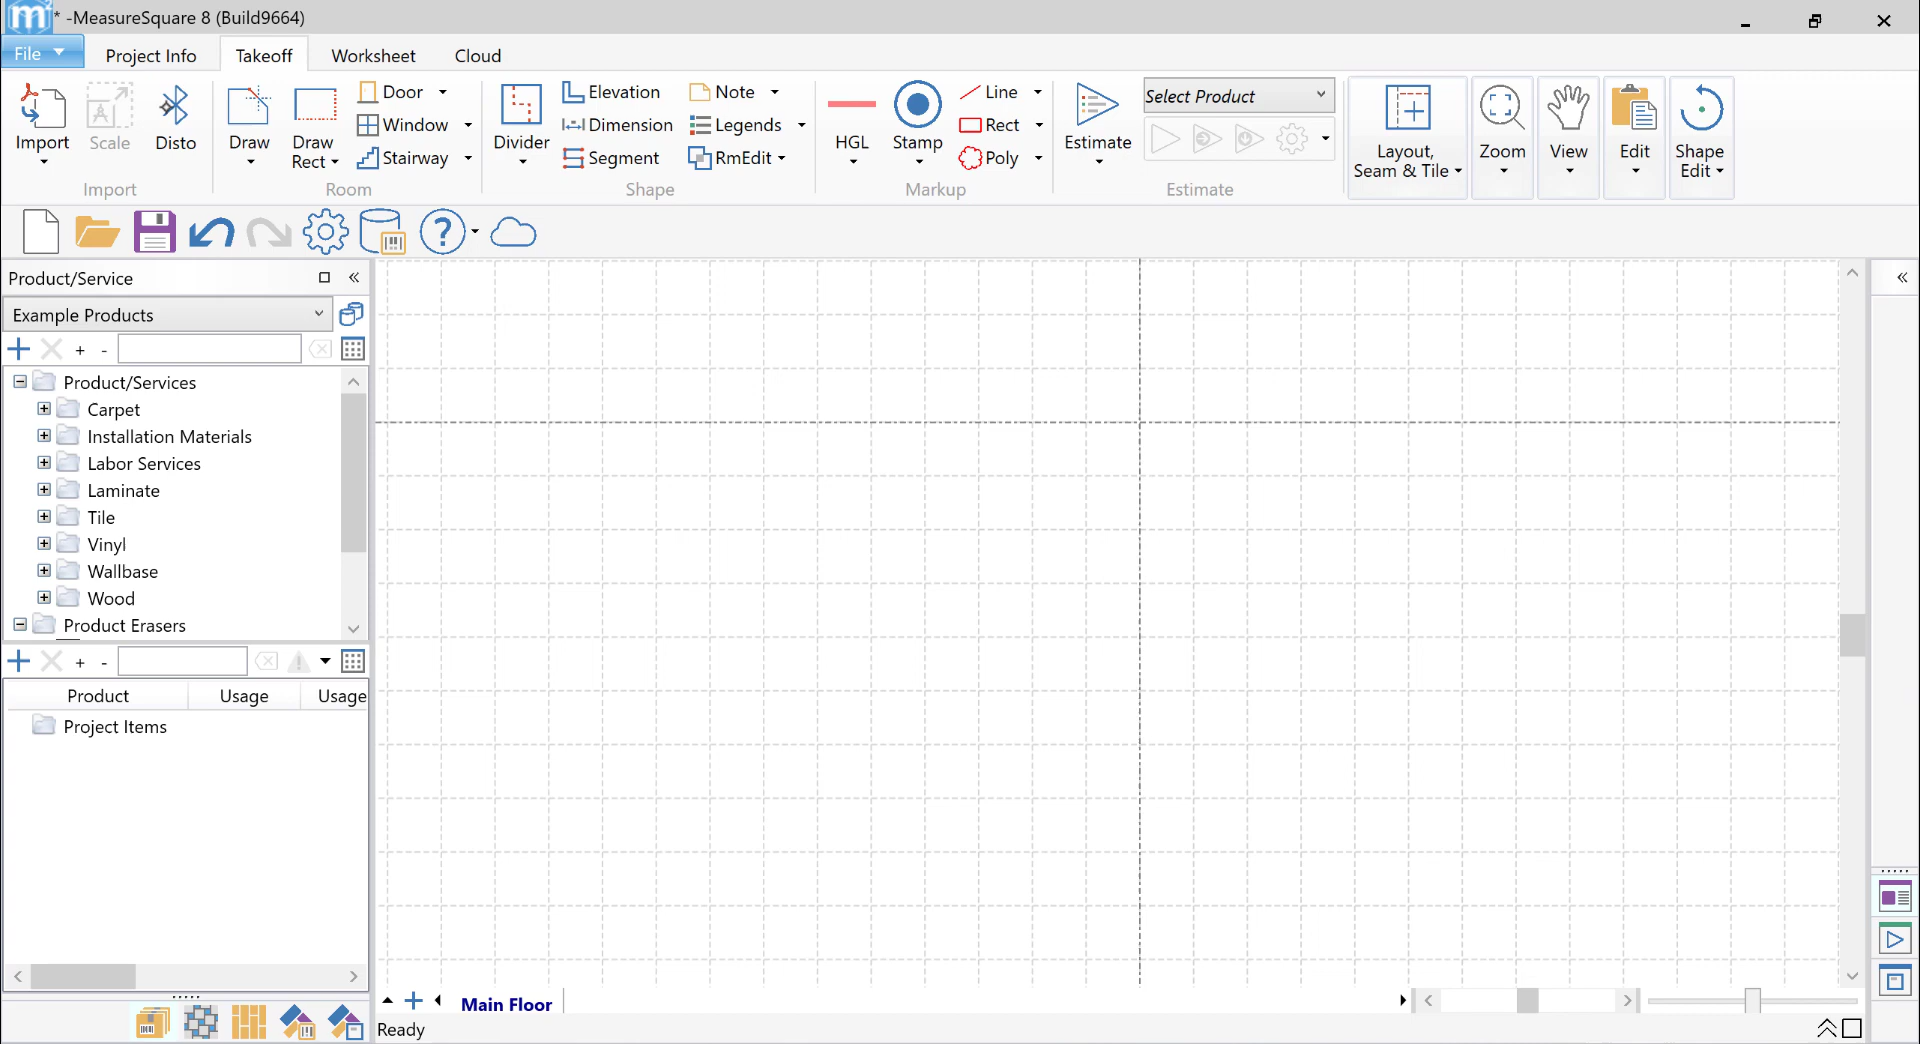 m² * -MeasureSquare 8 (Build9664)
File Project Info Takeoff Worksheet Cloud
Import Scale Disto
Import
Draw Draw Rect Door Window Stairway
Room
Divider Elevation Dimension Segment Note Legends RmEdit
Shape
HGL Stamp Line Rect Poly
Markup
Estimate Select Product
Estimate
Layout, Seam & Tile Zoom View Edit Shape Edit
Product/Service
Example Products
+ -
Product/Services
Carpet
Installation Materials
Labor Services
Laminate
Tile
Vinyl
Wallbase
Wood
Product Erasers
+ -
Product Usage Usage
Project Items
Main Floor
Ready